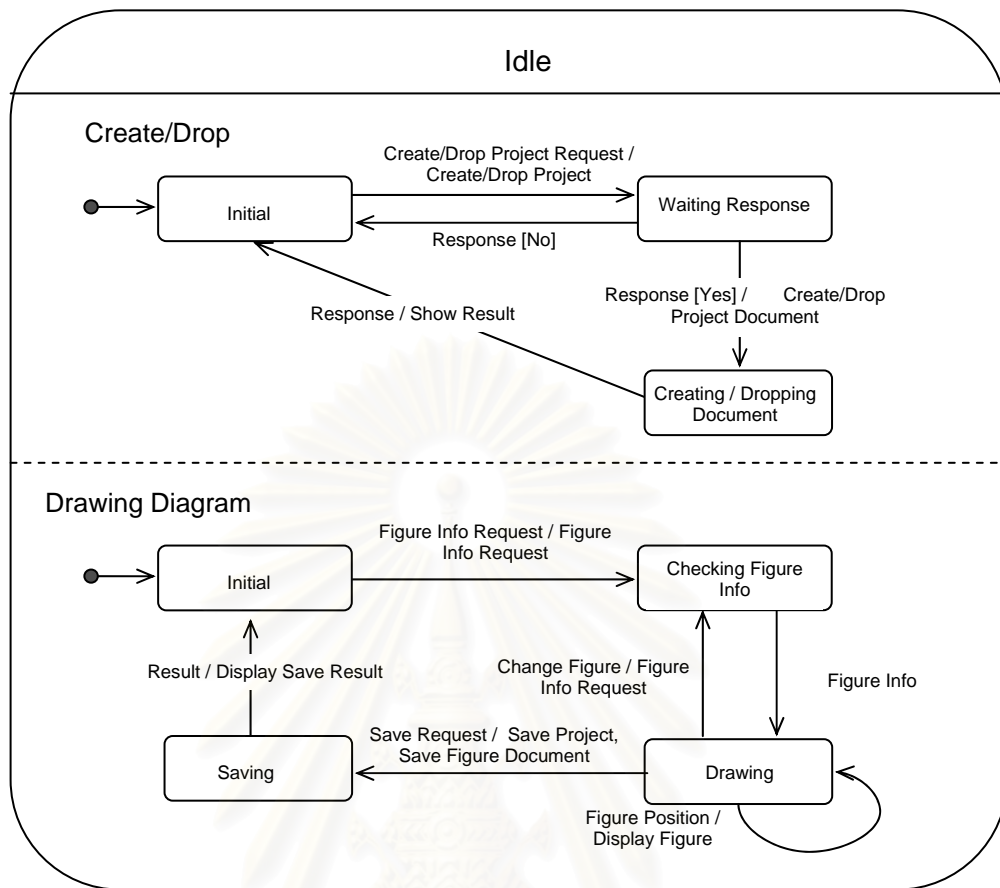 Idle
Create/Drop
Create/Drop Project Request /
Create/Drop Project
Initial
Waiting Response
Response [No]
Response [Yes] / Create/Drop
Project Document
Response / Show Result
Creating / Dropping
Document
Drawing Diagram
Figure Info Request / Figure
Info Request
Initial
Checking Figure
Info
Result / Display Save Result
Change Figure / Figure
Info Request
Figure Info
Save Request / Save Project,
Save Figure Document
Saving
Drawing
Figure Position /
Display Figure